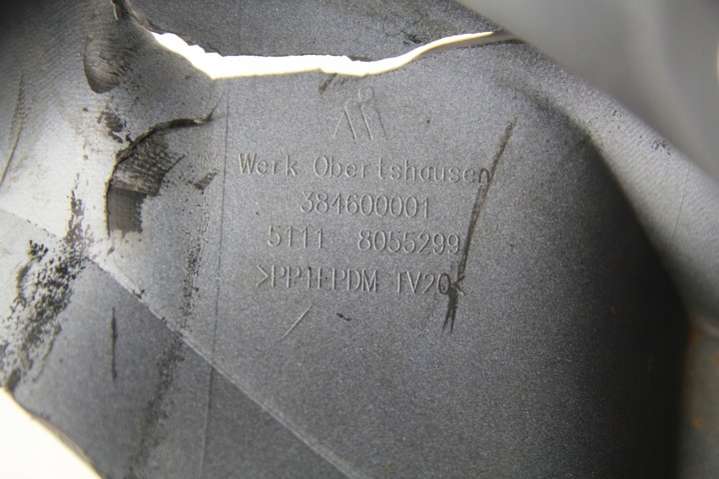 Werk Obertshausen
384600001
5111 8055299
>PP+EPDM TV20<